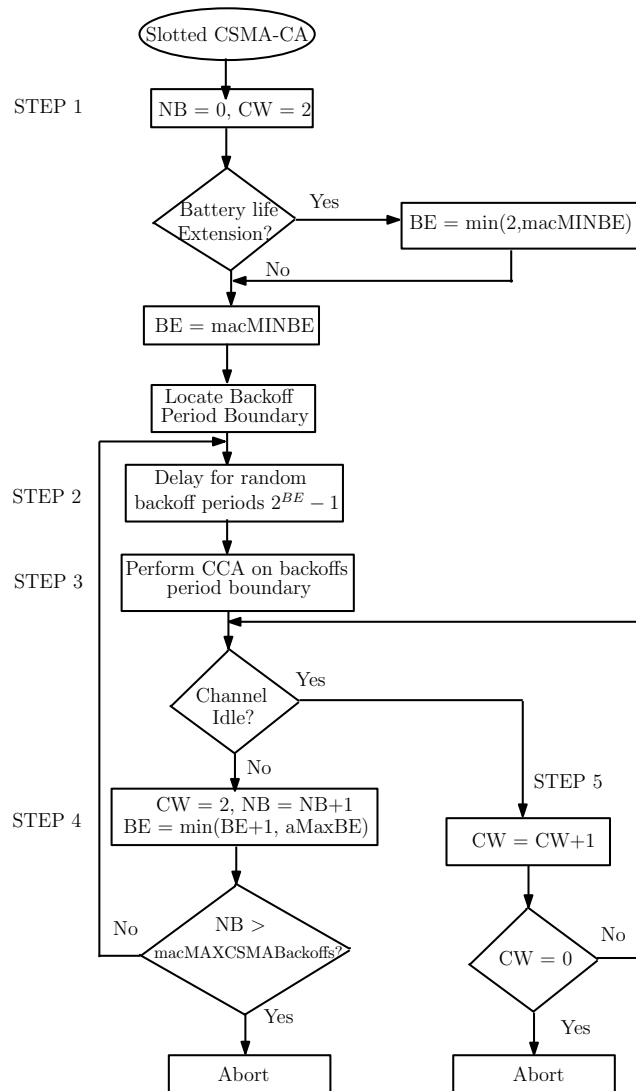 Slotted CSMA-CA
STEP 1
NB = 0, CW = 2
Battery life
Extension?
Yes
BE = min(2,macMINBE)
No
BE = macMINBE
Locate Backoff
Period Boundary
STEP 2
Delay for random
backoff periods 2^{BE} − 1
STEP 3
Perform CCA on backoffs
period boundary
Channel
Idle?
Yes
No
STEP 4
CW = 2, NB = NB+1
BE = min(BE+1, aMaxBE)
STEP 5
CW = CW+1
No
NB >
macMAXCSMABackoffs?
Yes
Abort
CW = 0
No
Yes
Abort